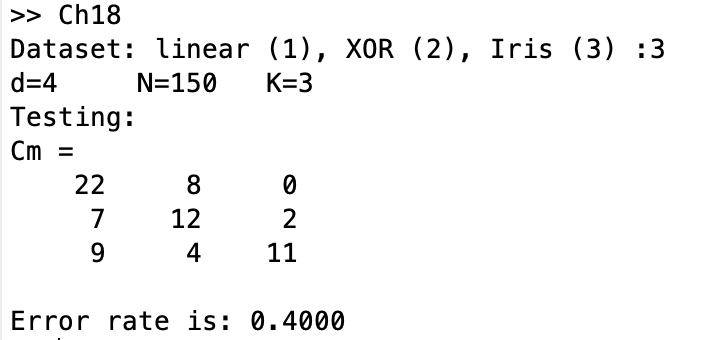 >> Ch18
Dataset: linear (1), XOR (2), Iris (3) :3
d=4     N=150   K=3
Testing:
Cm =
    22     8     0
     7    12     2
     9     4    11
Error rate is: 0.4000